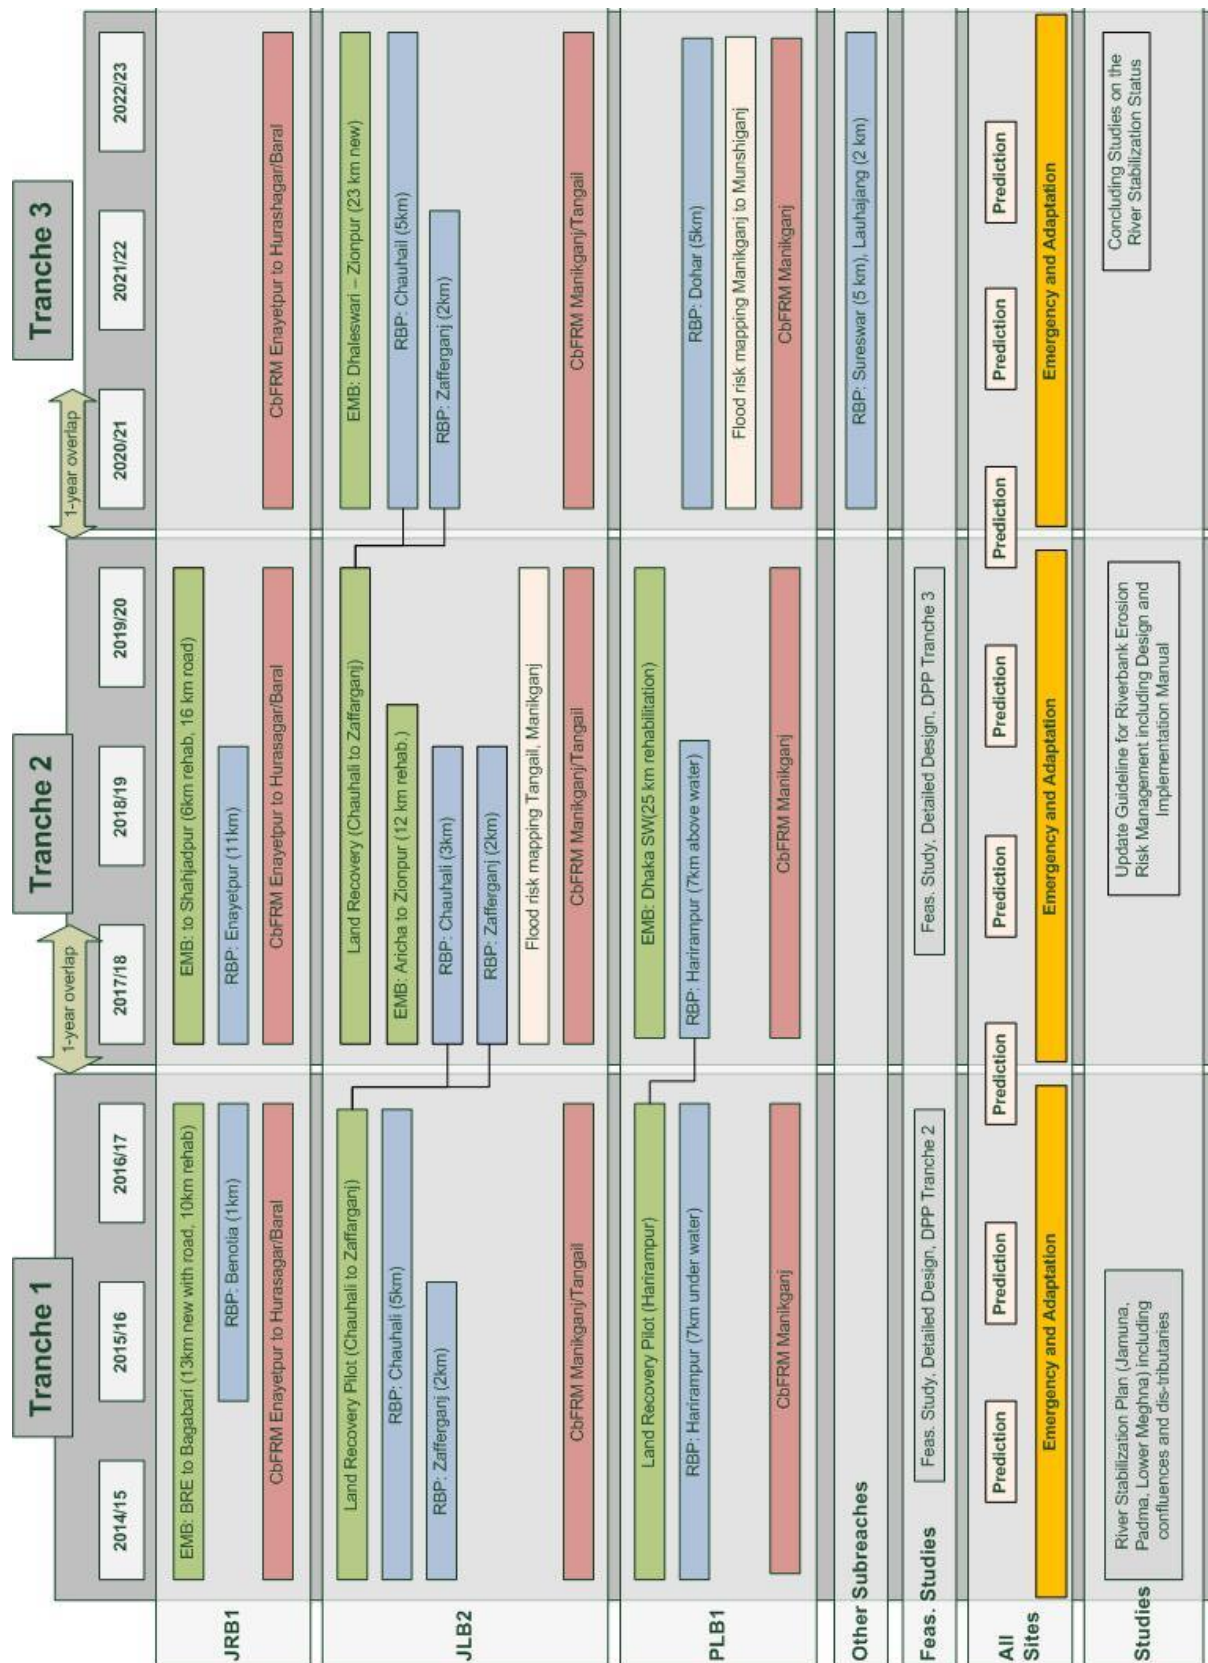 Tranche 1
Tranche 2
Tranche 3
1-year overlap
1-year overlap
2014/15
2015/16
2016/17
2017/18
2018/19
2019/20
2020/21
2021/22
2022/23
JRB1
EMB: BRE to Bagabari (13km new with road, 10km rehab)
EMB: to Shahjadpur (6km rehab, 16 km road)
RBP: Benotia (1km)
RBP: Enayetpur (11km)
CbFRM Enayetpur to Hurasagar/Baral
CbFRM Enayetpur to Hurasagar/Baral
CbFRM Enayetpur to Hurashagar/Baral
JLB2
Land Recovery Pilot (Chauhali to Zaffarganj)
Land Recovery (Chauhali to Zaffarganj)
EMB: Dhaleswari – Zionpur (23 km new)
RBP: Chauhali (5km)
EMB: Aricha to Zionpur (12 km rehab.)
RBP: Chauhail (5km)
RBP: Zafferganj (2km)
RBP: Chauhali (3km)
RBP: Zafferganj (2km)
RBP: Zafferganj (2km)
Flood risk mapping Tangail, Manikganj
CbFRM Manikganj/Tangail
CbFRM Manikganj/Tangail
CbFRM Manikganj/Tangail
PLB1
Land Recovery Pilot (Harirampur)
EMB: Dhaka SW(25 km rehabilitation)
RBP: Harirampur (7km under water)
RBP: Harirampur (7km above water)
RBP: Dohar (5km)
Flood risk mapping Manikganj to Munshiganj
CbFRM Manikganj
CbFRM Manikganj
CbFRM Manikganj
Other Subreaches
RBP: Sureswar (5 km), Lauhajang (2 km)
Feas. Studies
Feas. Study, Detailed Design, DPP Tranche 2
Feas. Study, Detailed Design, DPP Tranche 3
All
Sites
Prediction
Prediction
Prediction
Prediction
Prediction
Prediction
Prediction
Prediction
Prediction
Emergency and Adaptation
Emergency and Adaptation
Emergency and Adaptation
Studies
River Stabilization Plan (Jamuna,
Padma, Lower Meghna) including
confluences and dis-tributaries
Update Guideline for Riverbank Erosion
Risk Management including Design and
Implementation Manual
Concluding Studies on the
River Stabilization Status